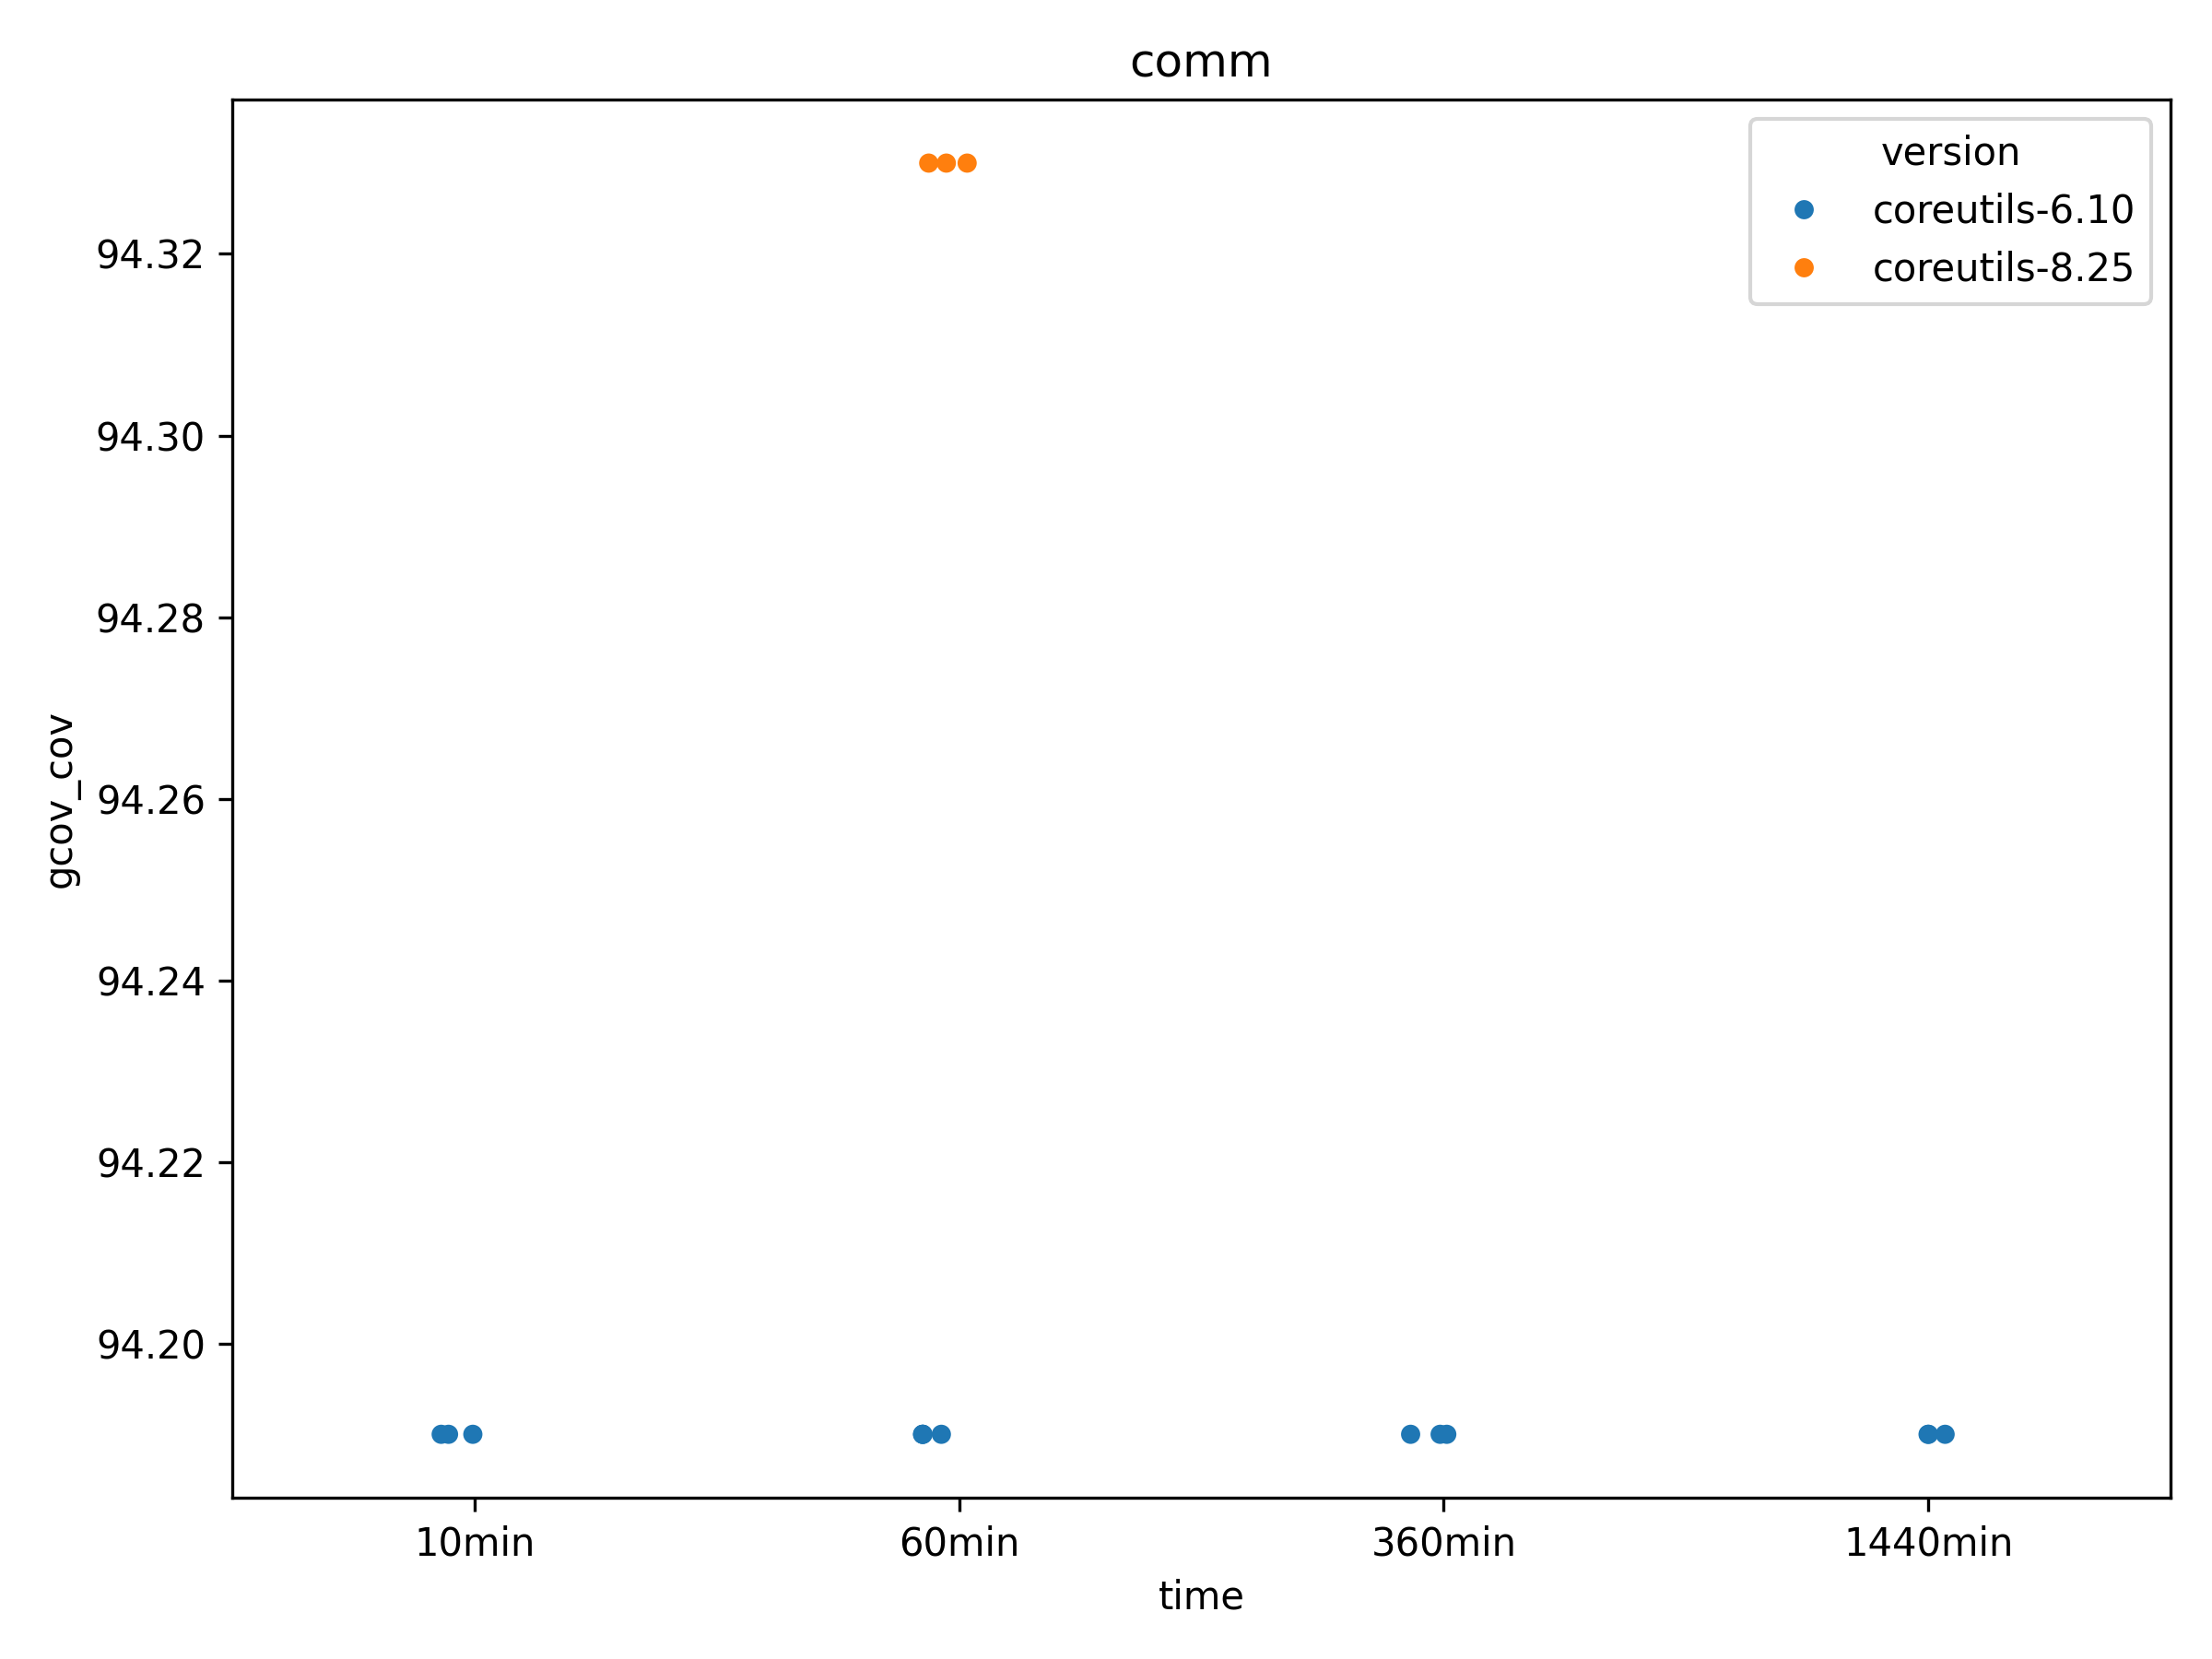 comm
version
coreutils-6.10
coreutils-8.25
94.32
94.30
94.28
94.26
94.24
94.22
94.20
gcov_cov
10min
60min
360min
1440min
time